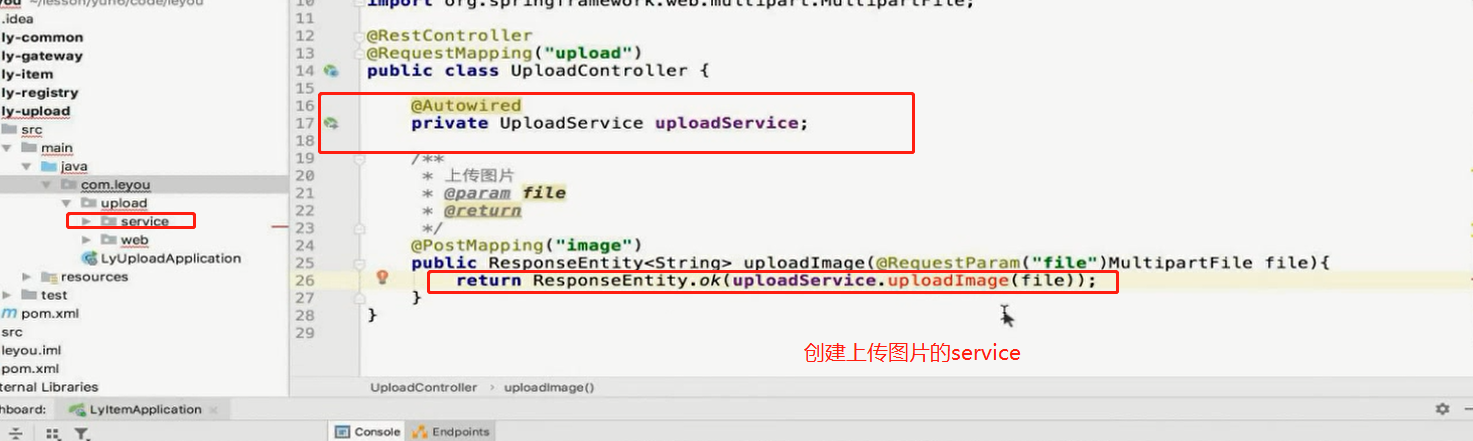 you ~/lesson/yun6/code/leyou
.idea
ly-common
ly-gateway
ly-item
ly-registry
ly-upload
src
main
java
com.leyou
upload
service
web
LyUploadApplication
resources
test
pom.xml
src
leyou.iml
pom.xml
ternal Libraries
10 import org.springframework.web.multipart.MultipartFile;
11
12 @RestController
13 @RequestMapping("upload")
14 public class UploadController {
15
16 @Autowired
17 private UploadService uploadService;
18
19 /**
20 * 上传图片
21 * @param file
22 * @return
23 */
24 @PostMapping("image")
25 public ResponseEntity<String> uploadImage(@RequestParam("file")MultipartFile file){
26 return ResponseEntity.ok(uploadService.uploadImage(file));
27 }
28 }
29
创建上传图片的service
UploadController › uploadImage()
hboard: LyItemApplication
Console Endpoints